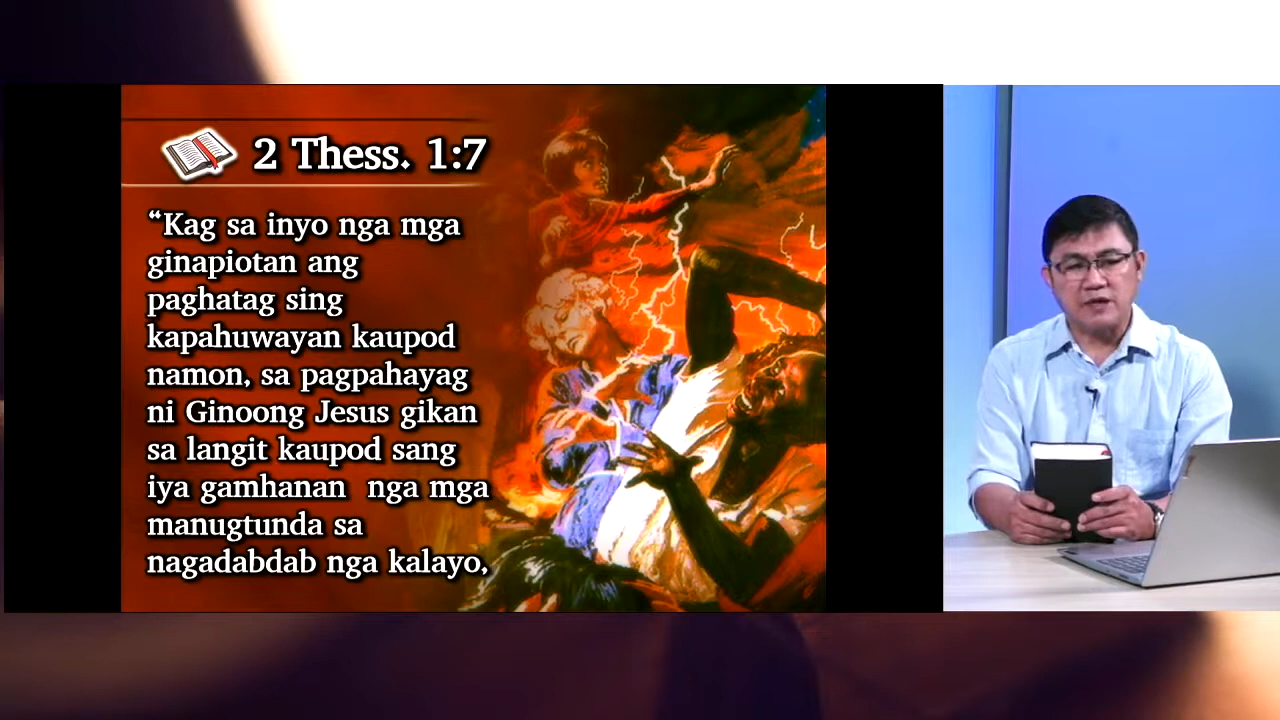 2 Thess. 1:7
“Kag sa inyo nga mga
ginapiotan ang
paghatag sing
kapahuwayan kaupod
namon, sa pagpahayag
ni Ginoong Jesus gikan
sa langit kaupod sang
iya gamhanan nga mga
manugtunda sa
nagadabdab nga kalayo,